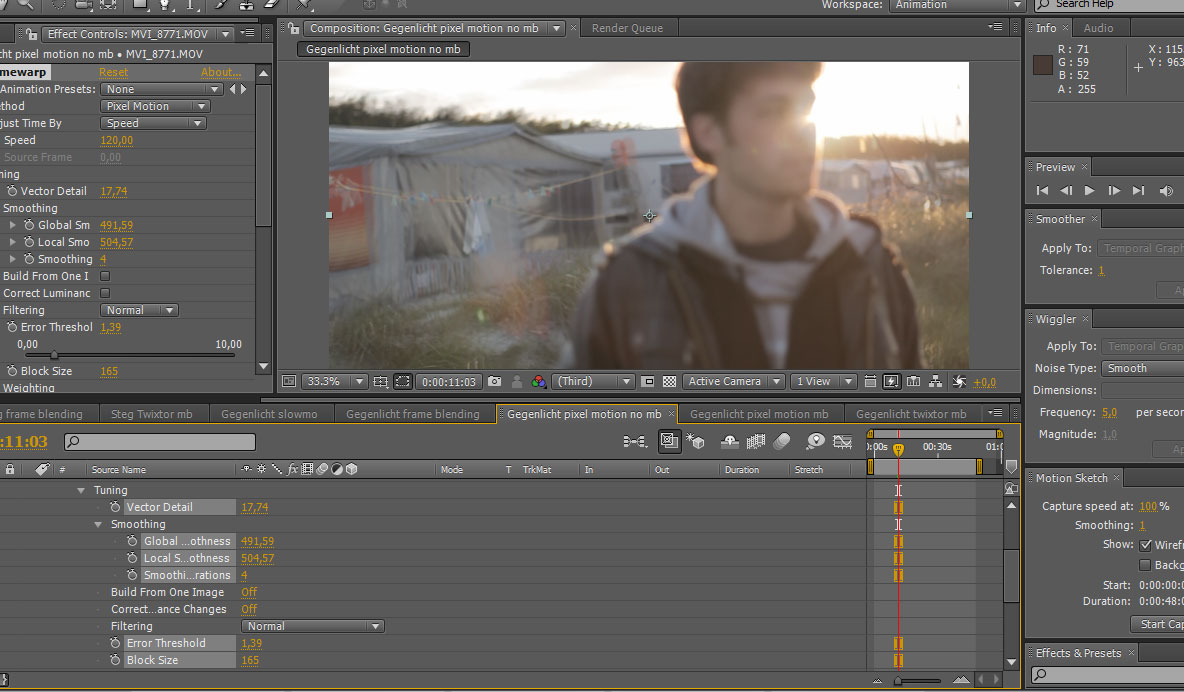 Workspace: Animation Search Help
Effect Controls: MVI_8771.MOV
Composition: Gegenlicht pixel motion no mb
Render Queue
Info
Audio
cht pixel motion no mb • MVI_8771.MOV
Gegenlicht pixel motion no mb
R : 71
G : 59
B : 52
A : 255
X : 115
Y : 963
mewarp Reset About...
Animation Presets: None
ethod Pixel Motion
just Time By Speed
Speed 120,00
Source Frame 0,00
ning
Vector Detail 17,74
Smoothing
Global Sm 491,59
Local Smo 504,57
Smoothing 4
Build From One I
Correct Luminanc
Filtering Normal
Error Threshol 1,39
0,00 10,00
Block Size 165
Weighting
Preview
Smoother
Apply To: Temporal Graph
Tolerance: 1
Ap
Wiggler
Apply To: Temporal Grap
Noise Type: Smooth
Dimensions:
Frequency: 5,0 per second
Magnitude: 1,0
Ap
33.3% 0:00:11:03 (Third) Active Camera 1 View +0,0
g frame blending
Steg Twixtor mb
Gegenlicht slowmo
Gegenlicht frame blending
Gegenlicht pixel motion no mb
Gegenlicht pixel motion mb
Gegenlicht twixtor mb
:11:03
0:00s 00:30s 01:0
# Source Name fx Mode T TrkMat In Out Duration Stretch
Tuning
Vector Detail 17,74
Smoothing
Global ...othness 491,59
Local S...othness 504,57
Smoothi...rations 4
Build From One Image Off
Correct...ance Changes Off
Filtering Normal
Error Threshold 1,39
Block Size 165
Motion Sketch
Capture speed at: 100 %
Smoothing: 1
Show: Wirefr
Backg
Start: 0:00:00:0
Duration: 0:00:48:0
Start Cap
Effects & Presets